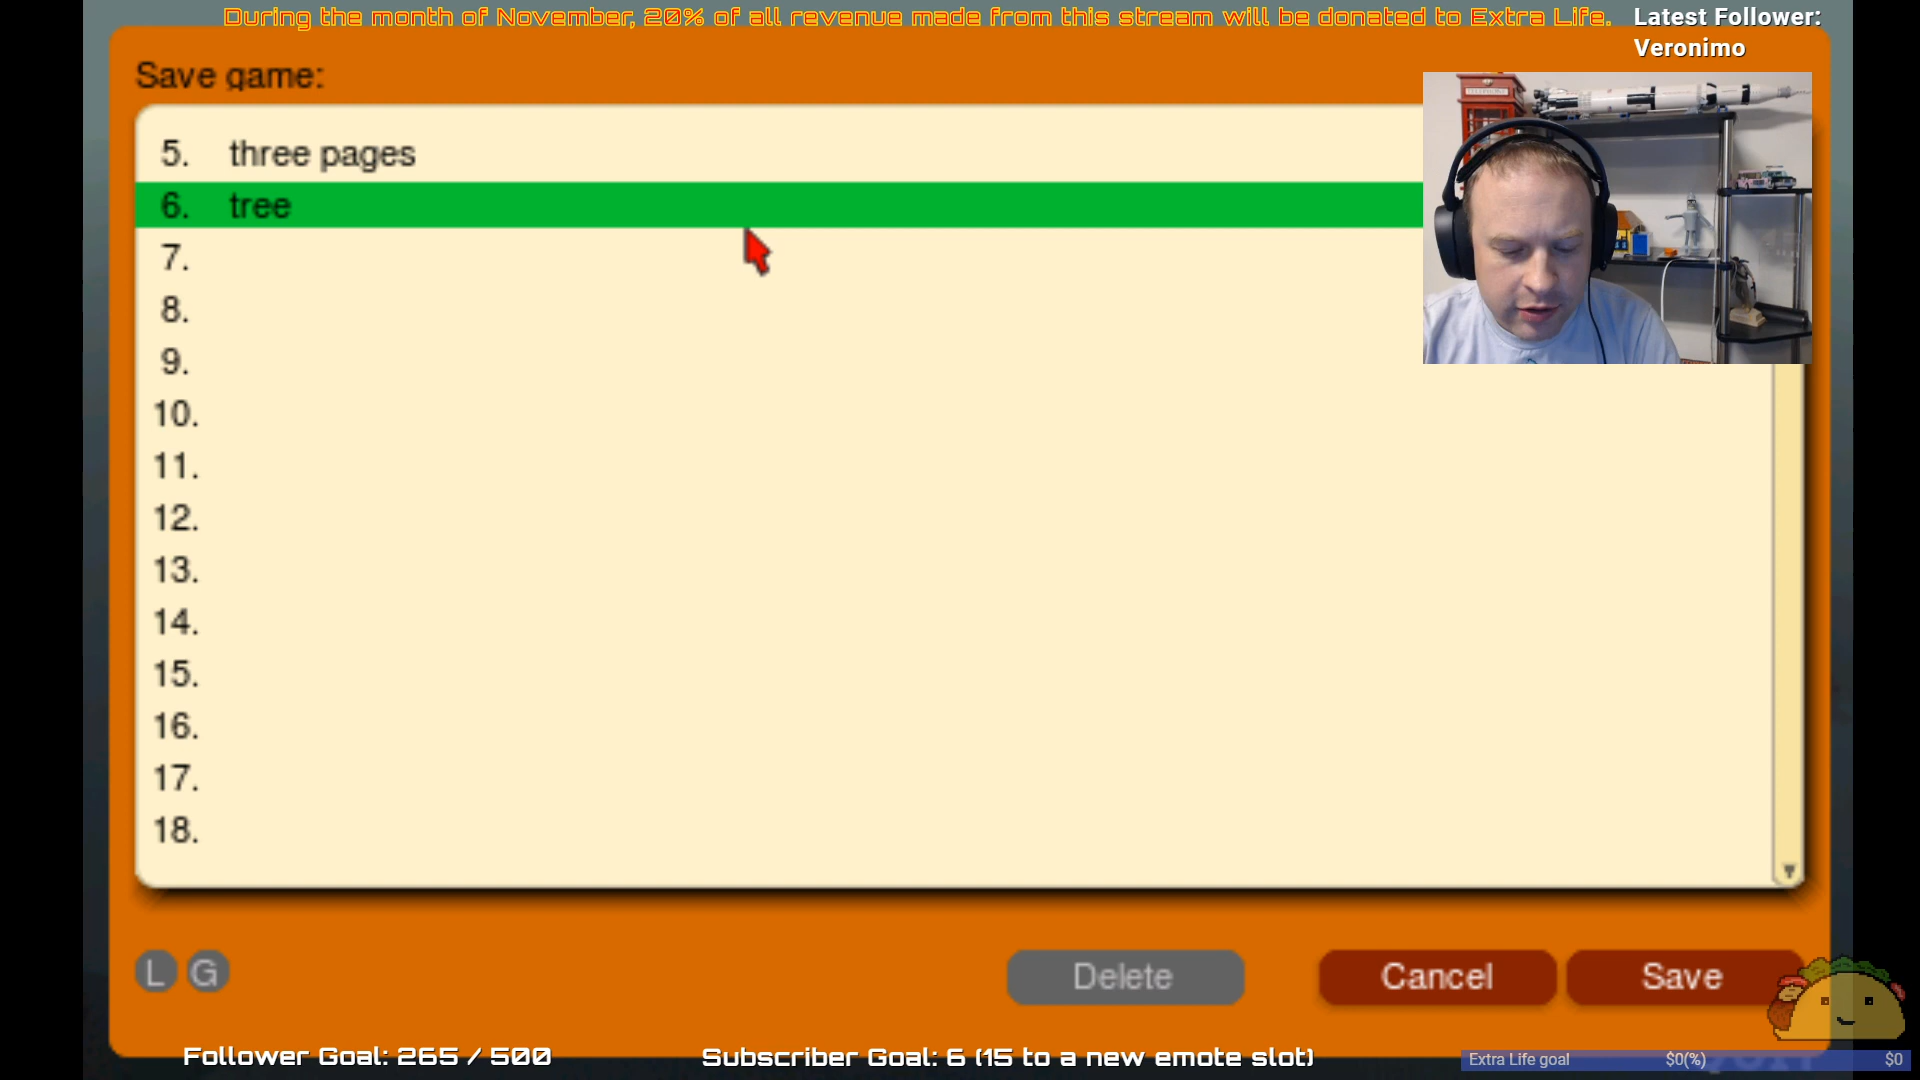 During the month of November, 20% of all revenue made from this stream will be donated to Extra Life.
Latest Follower:
Veronimo
Save game:
5. three pages
6. tree
7.
8.
9.
10.
11.
12.
13.
14.
15.
16.
17.
18.
L G
Delete
Cancel
Save
Follower Goal: 265 / 500
Subscriber Goal: 6 (15 to a new emote slot)
Extra Life goal
$0(%)
$0